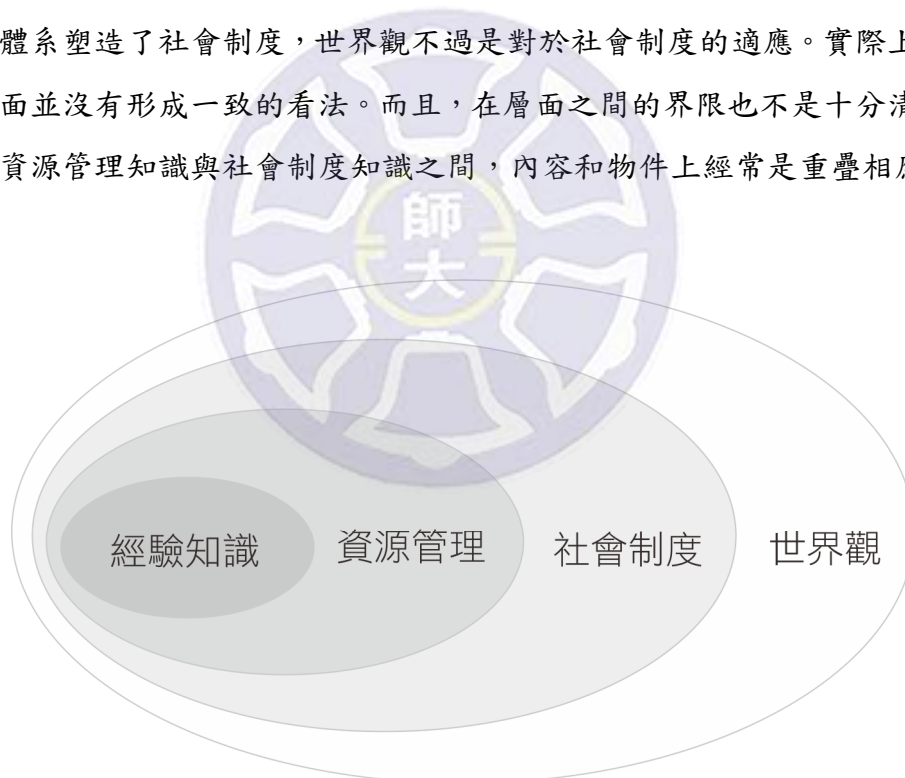 體系塑造了社會制度，世界觀不過是對於社會制度的適應。實際上
面並沒有形成一致的看法。而且，在層面之間的界限也不是十分清
資源管理知識與社會制度知識之間，內容和物件上經常是重疊相
師
大
經驗知識 資源管理 社會制度 世界觀